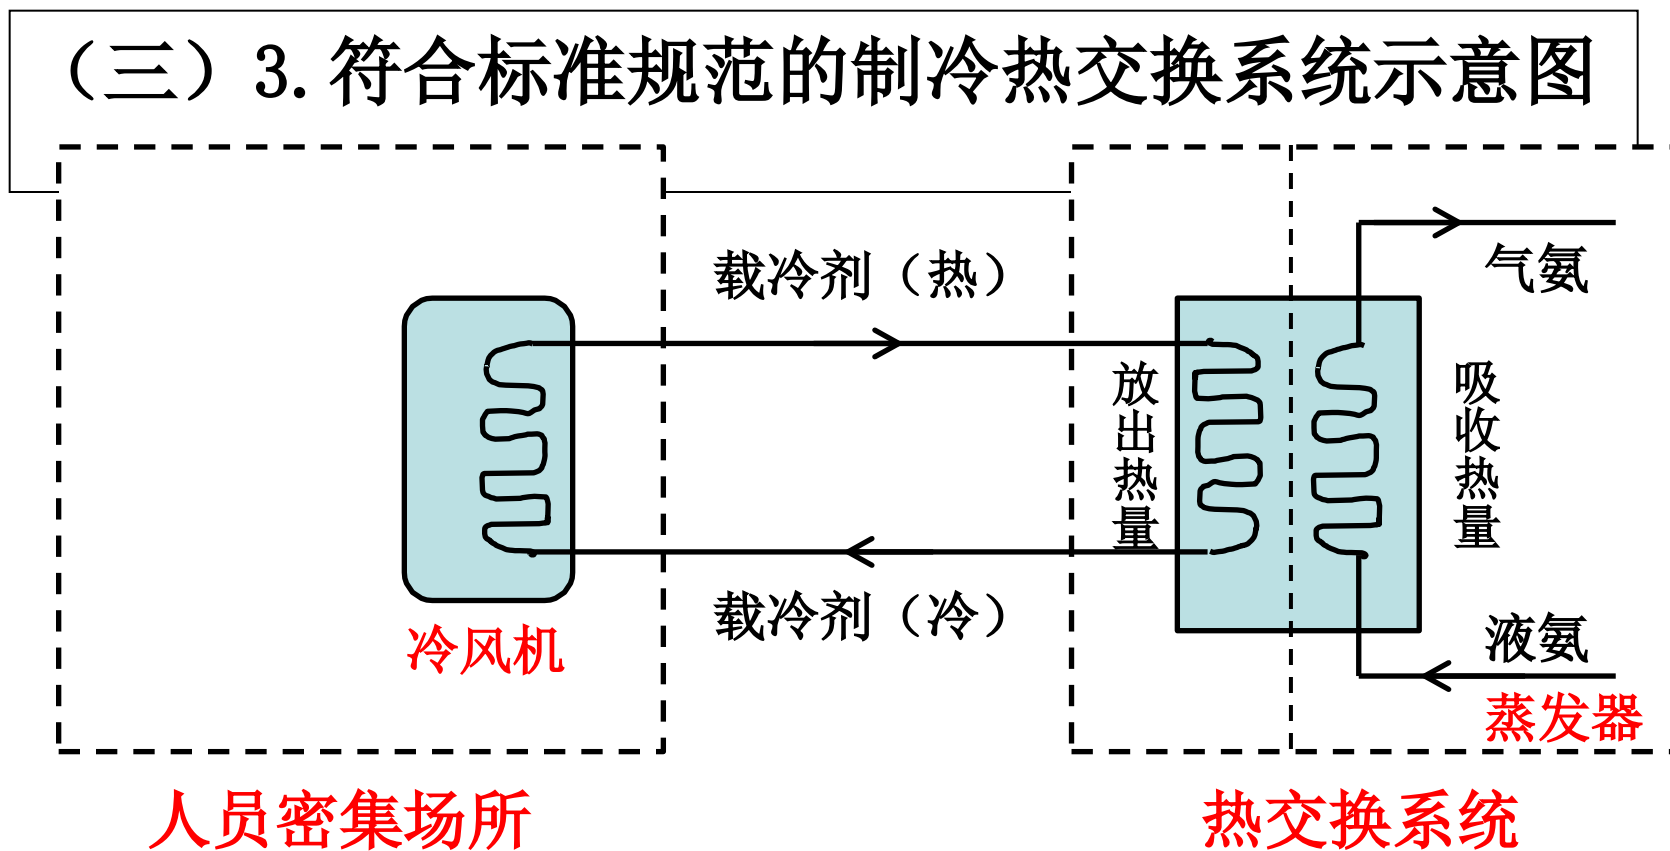 （三）3.符合标准规范的制冷热交换系统示意图
载冷剂（热）
气氨
放出热量
吸收热量
载冷剂（冷）
冷风机
液氨
蒸发器
人员密集场所
热交换系统